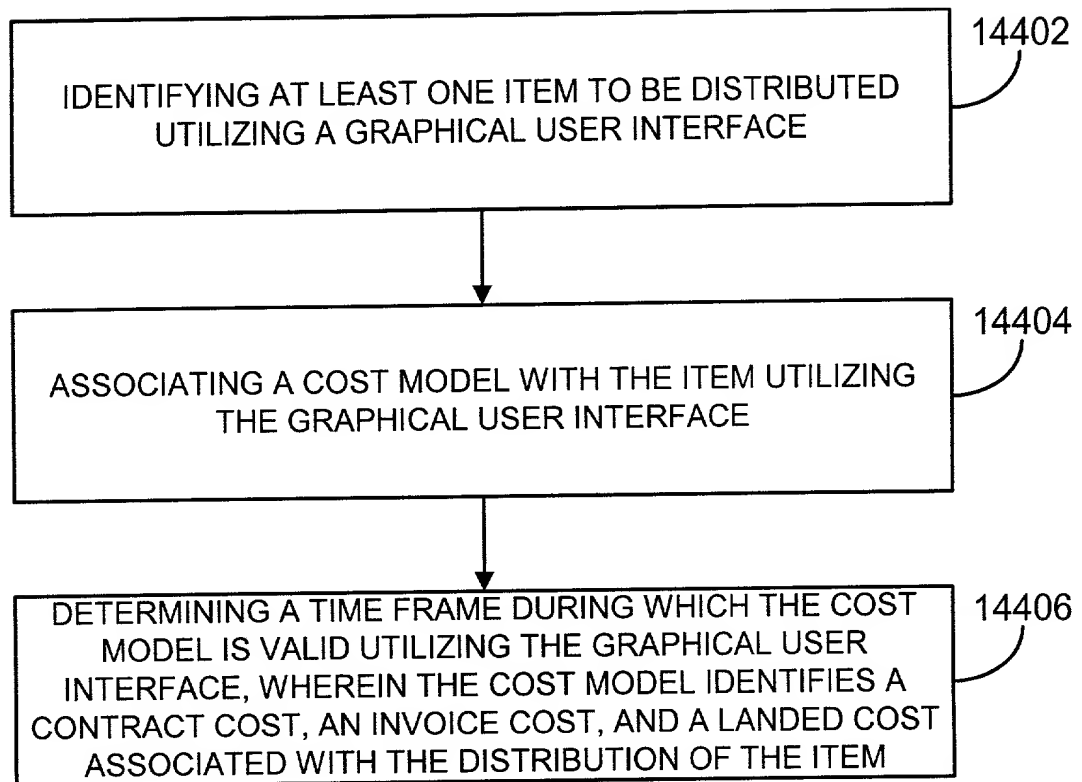 14402
IDENTIFYING AT LEAST ONE ITEM TO BE DISTRIBUTED
UTILIZING A GRAPHICAL USER INTERFACE
14404
ASSOCIATING A COST MODEL WITH THE ITEM UTILIZING
THE GRAPHICAL USER INTERFACE
14406
DETERMINING A TIME FRAME DURING WHICH THE COST
MODEL IS VALID UTILIZING THE GRAPHICAL USER
INTERFACE, WHEREIN THE COST MODEL IDENTIFIES A
CONTRACT COST, AN INVOICE COST, AND A LANDED COST
ASSOCIATED WITH THE DISTRIBUTION OF THE ITEM